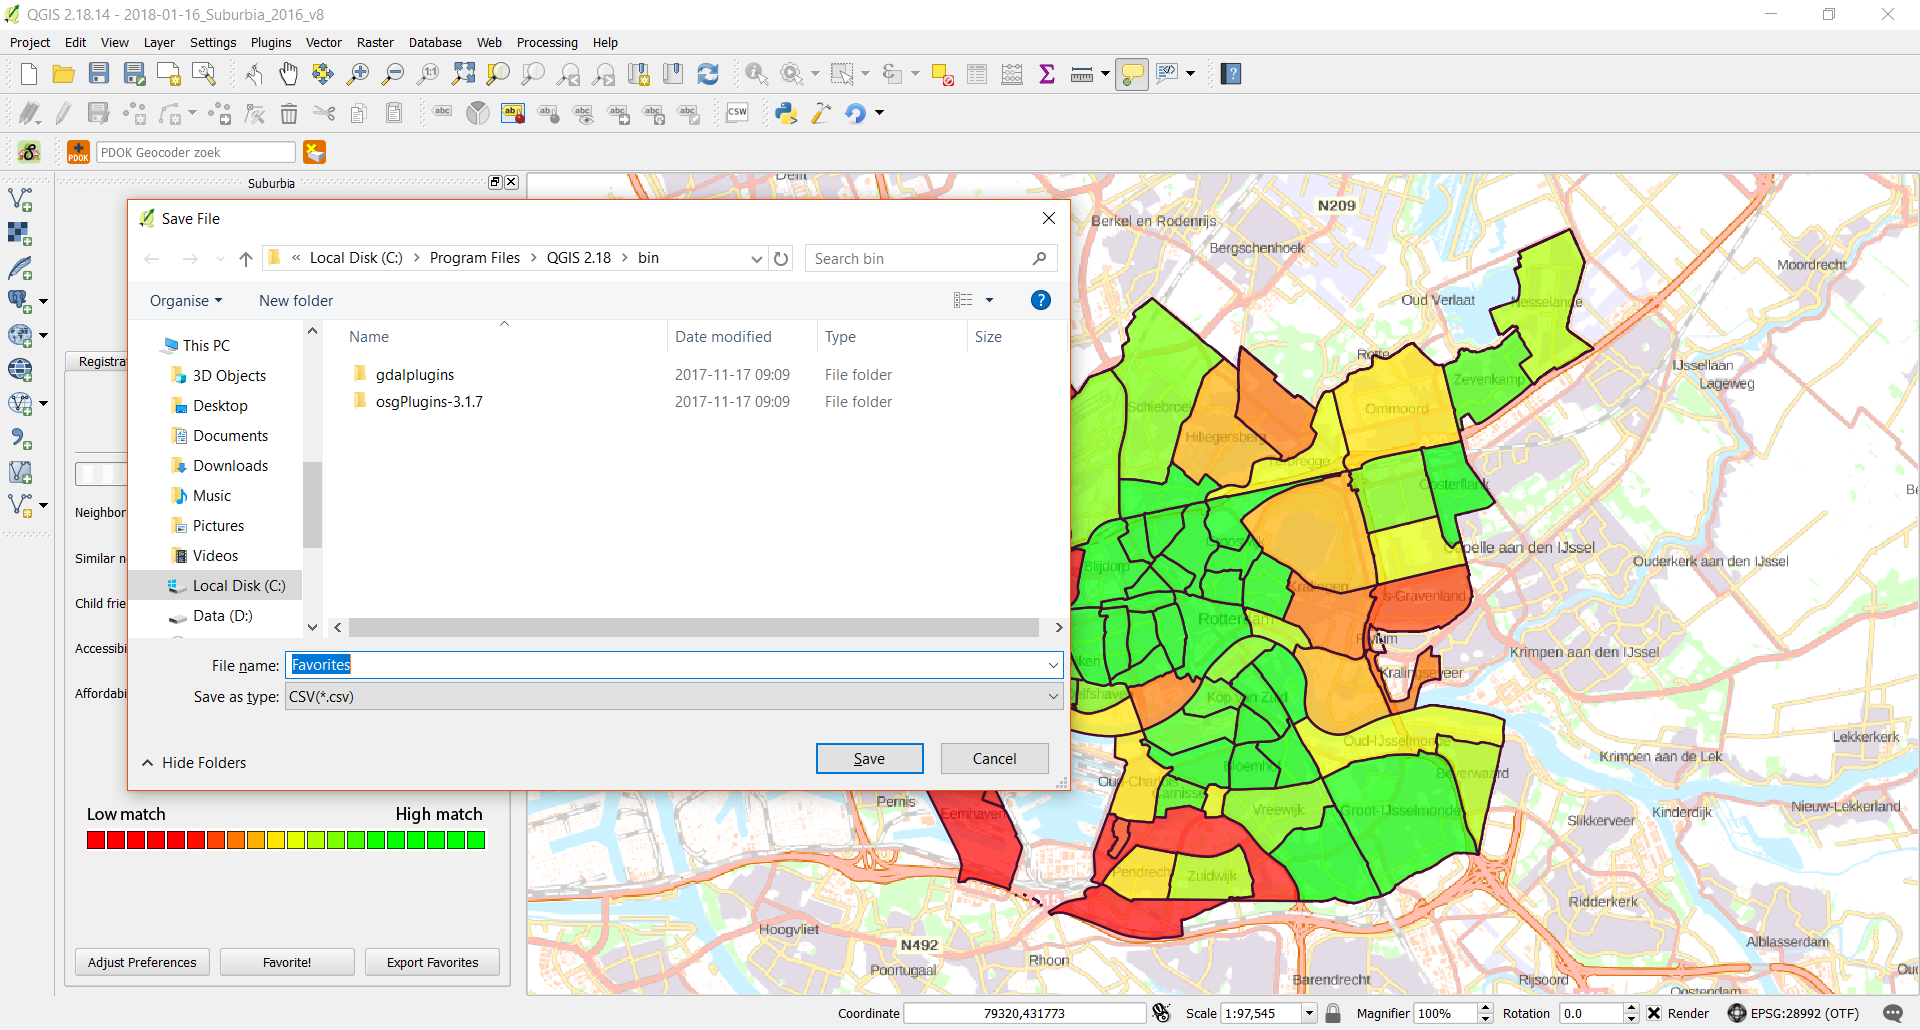 QGIS 2.18.14 - 2018-01-16_Suburbia_2016_v8
Project Edit View Layer Settings Plugins Vector Raster Database Web Processing Help
PDOK Geocoder zoek
Suburbia
Save File
« Local Disk (C:) > Program Files > QGIS 2.18 > bin
Search bin
Organise New folder
Name Date modified Type Size
This PC
3D Objects
Desktop
Documents
Downloads
Music
Pictures
Videos
Local Disk (C:)
Data (D:)
gdalplugins 2017-11-17 09:09 File folder
osgPlugins-3.1.7 2017-11-17 09:09 File folder
File name: Favorites
Save as type: CSV(*.csv)
Hide Folders
Save Cancel
Registra
Neighbor
Similar n
Child frie
Accessibi
Affordabi
Low match High match
Adjust Preferences Favorite! Export Favorites
N209
Berkel en Rodenrijs
Bergschenhoek
Moordrecht
Oud Verlaat
Nesselande
Rotte
IJssellaan
Lageweg
Zevenkamp
Schiebroek
Ommoord
Hillegersberg
Terbregge
Oosterflank
Capelle aan den IJssel
Ouderkerk aan den IJssel
Blijdorp
Kralingen
's-Gravenland
Rotterdam
Rivium
Krimpen aan den IJssel
Kralingseveer
Delfshaven
Kop van Zuid
Oud-IJsselmonde
Lekkerkerk
Krimpen aan de Lek
Beverwaard
Bloemhof
Oud-Charlois
Carnisse
Pernis
Eemhaven
Vreewijk
Groot-IJsselmonde
Kinderdijk
Nieuw-Lekkerland
Slikkerveer
Pendrecht
Zuidwijk
Ridderkerk
Hoogvliet
N492
Poortugaal
Rhoon
Alblasserdam
Barendrecht
Rijsoord
Oostendam
Coordinate 79320,431773 Scale 1:97,545 Magnifier 100% Rotation 0.0 Render EPSG:28992 (OTF)